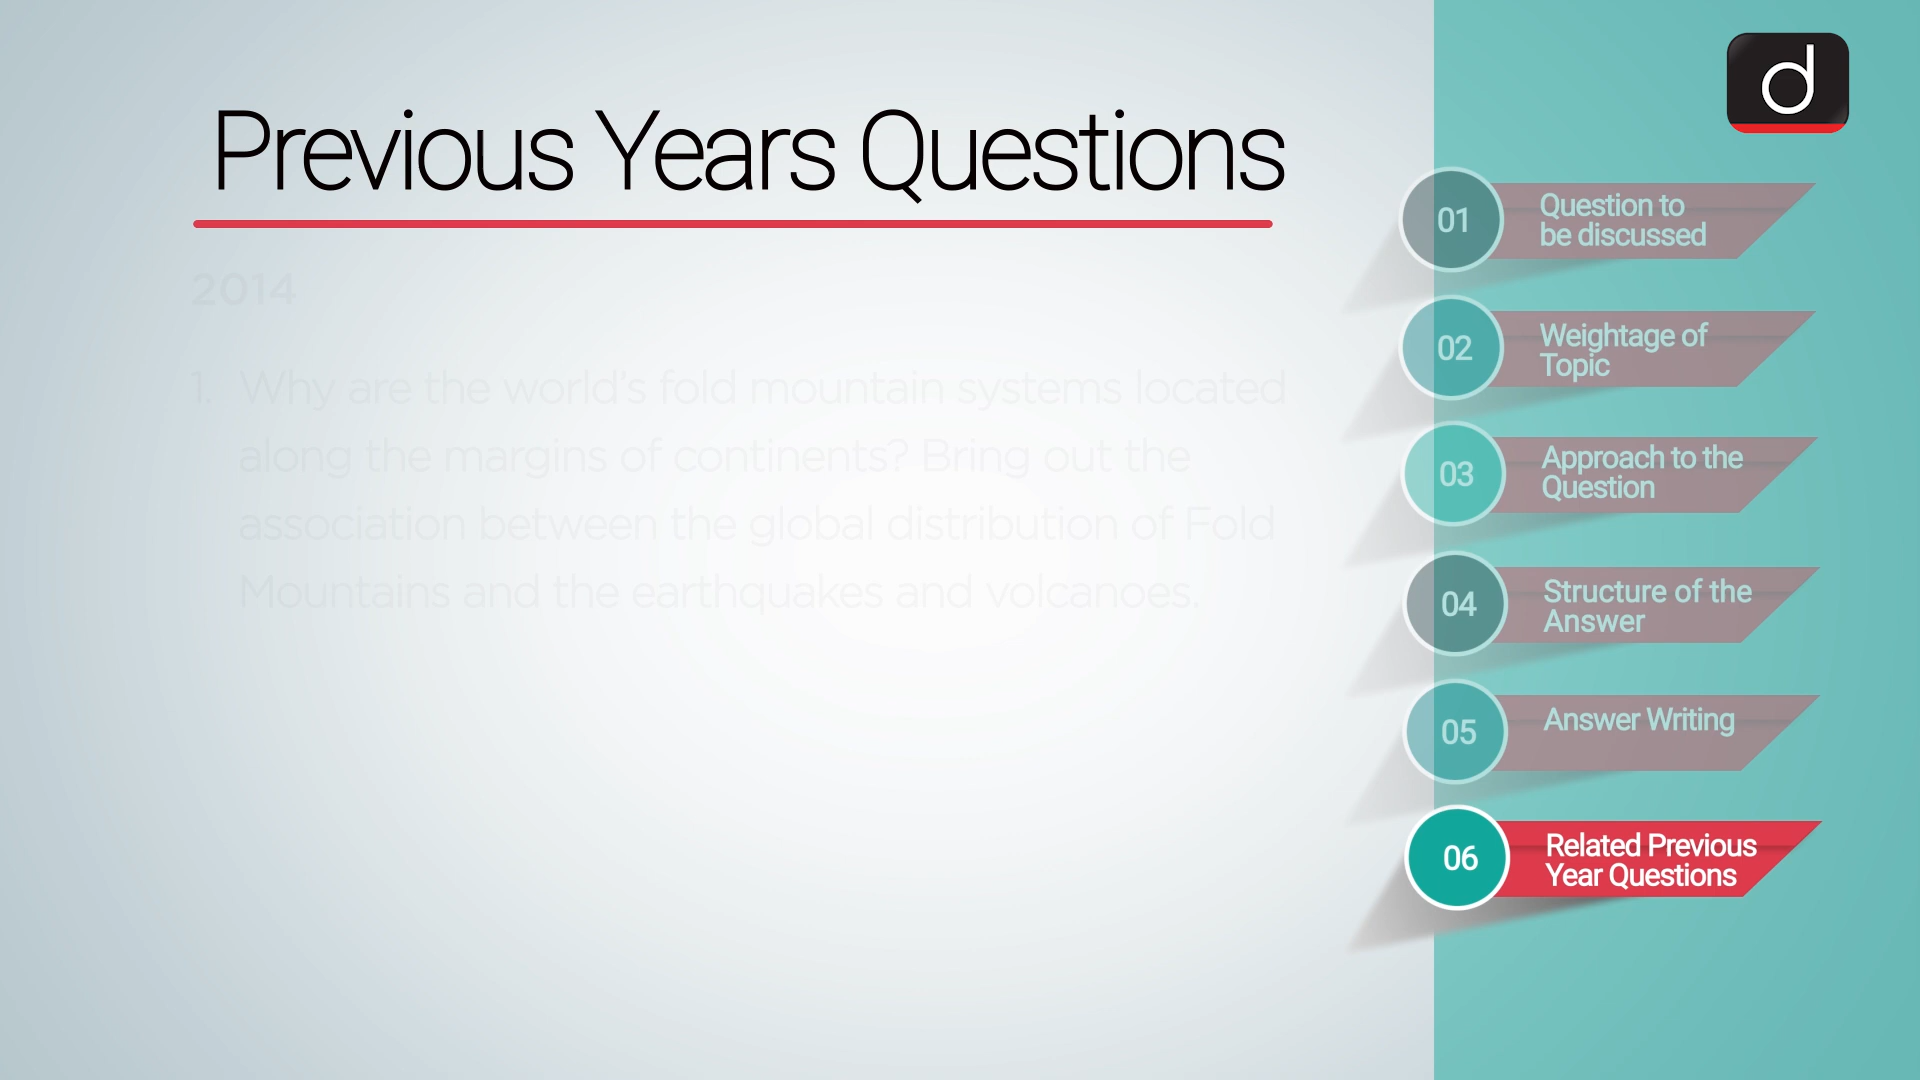 Previous Years Questions
2014
1. Why are the world's fold mountain systems located
along the margins of continents? Bring out the
association between the global distribution of Fold
Mountains and the earthquakes and volcanoes.
d
01 Question to
be discussed
02 Weightage of
Topic
03 Approach to the
Question
04 Structure of the
Answer
05 Answer Writing
06 Related Previous
Year Questions